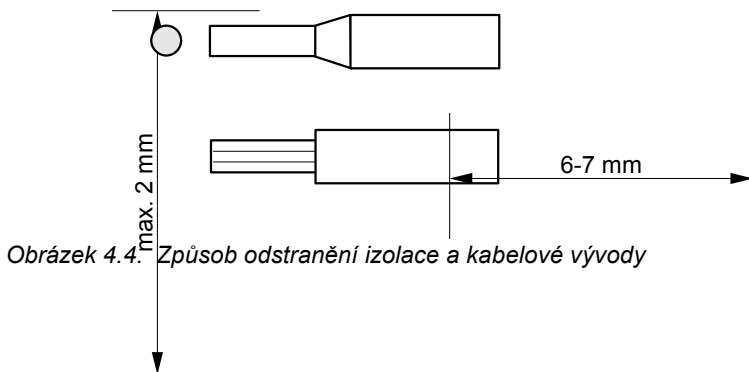 max. 2 mm
6-7 mm
Obrázek 4.4. Způsob odstranění izolace a kabelové vývody